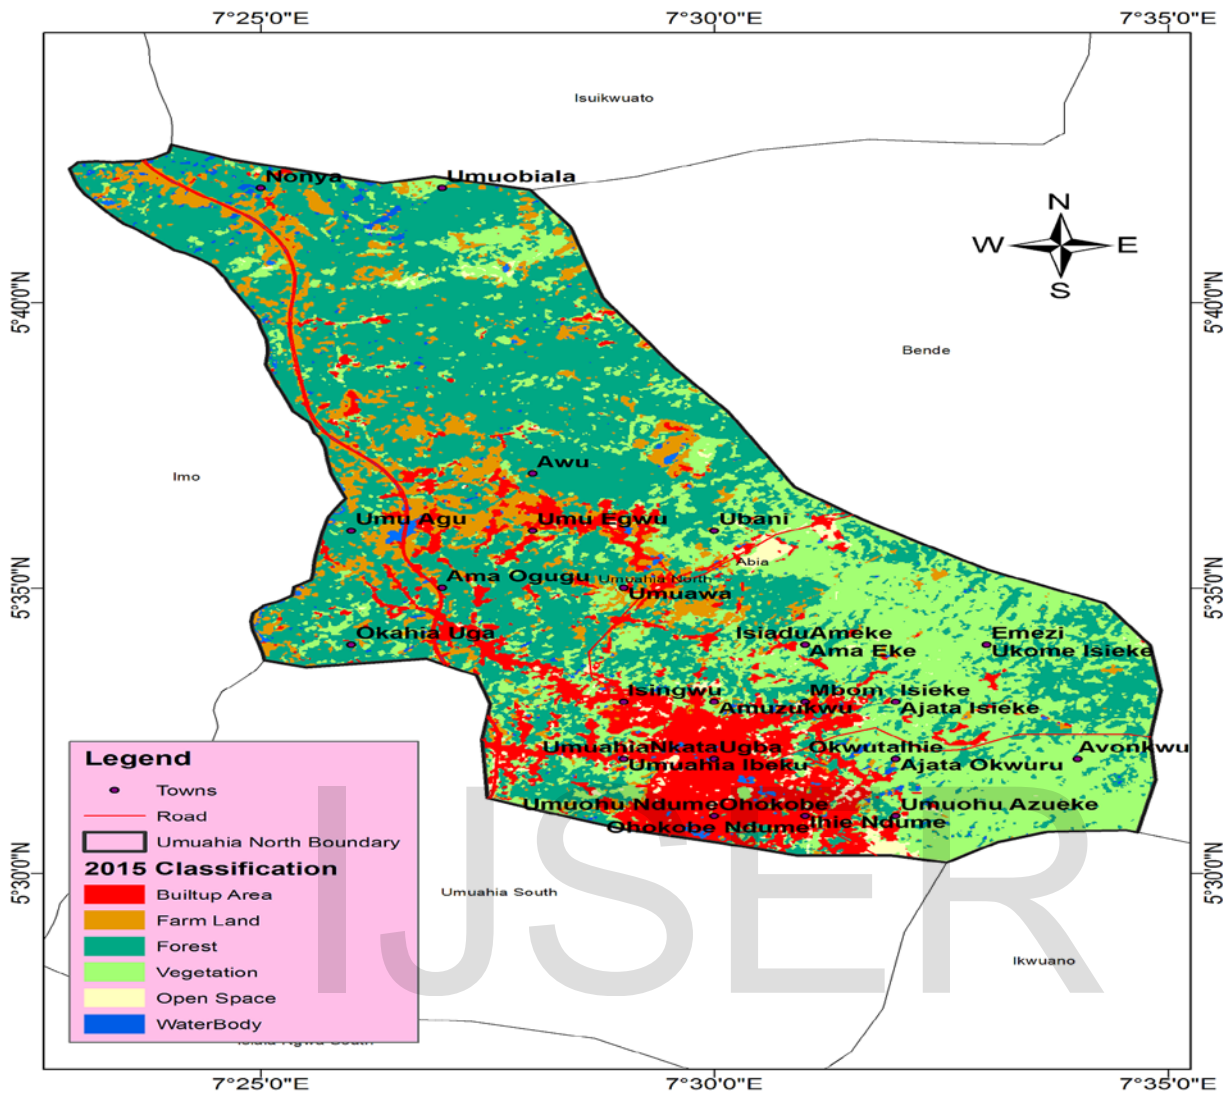 7°25'0"E 7°30'0"E 7°35'0"E
Isuikwuato
Nonya Umuobiala
N
W E
S
5°40'0"N 5°40'0"N
Bende
Imo
Awu
Umu Agu Umu Egwu Ubani
Abia
Ama Ogugu Umuahia North
Umuawa
5°35'0"N 5°35'0"N
Okahia Uga IsiaduAmeke Emezi
Ama Eke Ukome Isieke
Isingwu Mbom Isieke
Amuzukwu Ajata Isieke
UmuahiaNkataUgba OkwutaIhie Avonkwu
Umuahia Ibeku Ajata Okwuru
Umuohu NdumeOhokobe Umuohu Azueke
Ohokobe Ndume Ihie Ndume
5°30'0"N 5°30'0"N
Umuahia South
Ikwuano
IJSER
Legend
Towns
Road
Umuahia North Boundary
2015 Classification
Builtup Area
Farm Land
Forest
Vegetation
Open Space
WaterBody
7°25'0"E 7°30'0"E 7°35'0"E